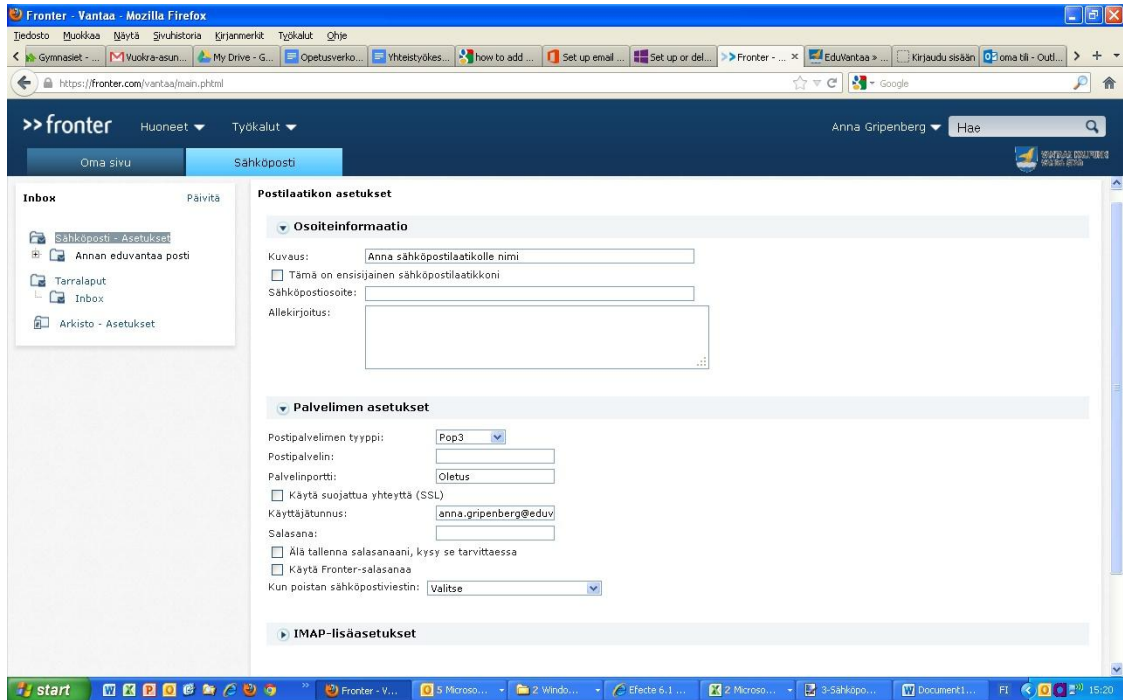 Fronter - Vantaa - Mozilla Firefox
Tiedosto Muokkaa Näytä Sivuhistoria Kirjanmerkit Työkalut Ohje
Gymnasiet - ... Vuokra-asun... My Drive - G... Opetusverko... Yhteistyökes... how to add ... Set up email ... Set up or del... >>Fronter - ... x EduVantaa » ... Kirjaudu sisään oma tili - Outl...
https://fronter.com/vantaa/main.phtml Google
>>fronter Huoneet Työkalut Anna Gripenberg Hae
Oma sivu Sähköposti
Inbox Päivitä
Sähköposti - Asetukset
Annan eduvantaa posti
Tarralaput
Inbox
Arkisto - Asetukset
Postilaatikon asetukset
Osoiteinformaatio
Kuvaus: Anna sähköpostilaatikolle nimi
Tämä on ensisijainen sähköpostilaatikkoni
Sähköpostiosoite:
Allekirjoitus:
Palvelimen asetukset
Postipalvelimen tyyppi: Pop3
Postipalvelin:
Palvelinportti: Oletus
Käytä suojattua yhteyttä (SSL)
Käyttäjätunnus: anna.gripenberg@eduv
Salasana:
Älä tallenna salasanaani, kysy se tarvittaessa
Käytä Fronter-salasanaa
Kun poistan sähköpostiviestin: Valitse
IMAP-lisäasetukset
start Fronter - V... 5 Microso... 2 Windo... Efecte 6.1 ... 2 Microso... 3-Sähköpo... Document1... FI 15:20